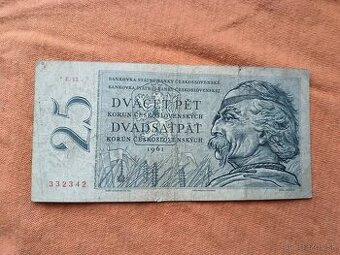 BANKOVKA STÁTNÍ BANKY ČESKOSLOVENSKÉ
BANKOVKA ŠTÁTNEJ BANKY ČESKOSLOVENSKEJ
25
DVACET PĚT
KORUN ČESKOSLOVENSKÝCH
DVADSAŤPÄŤ
KORÚN ČESKOSLOVENSKÝCH
1961
332342